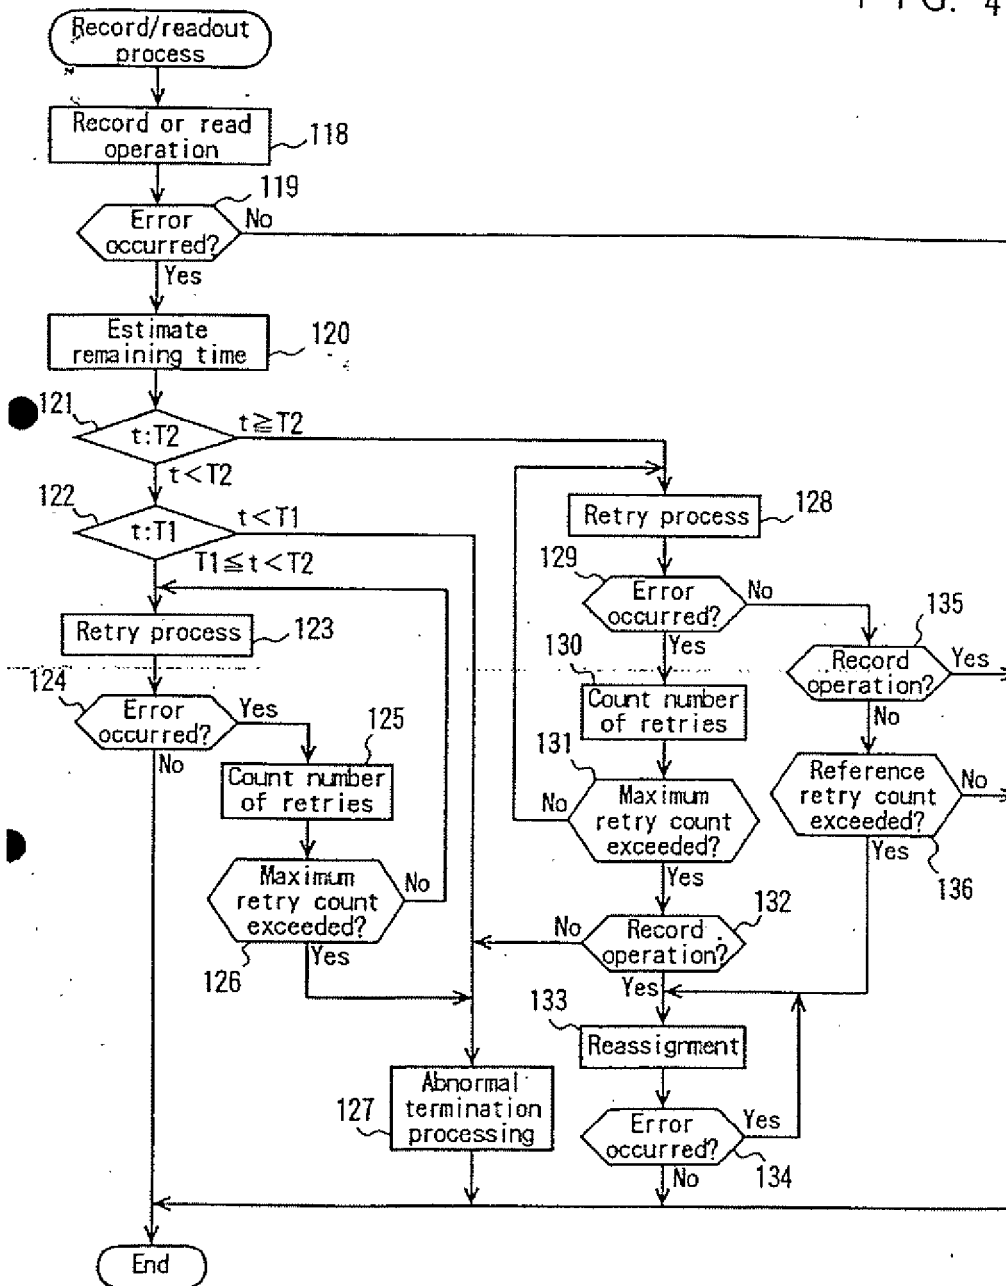 FIG. 4
Record/readout
process
Record or read
operation
118
119
Error
occurred?
No
Yes
Estimate
remaining time
120
121
t:T2
t≧T2
t<T2
122
t:T1
t<T1
T1≦t<T2
Retry process
123
124
Error
occurred?
Yes
No
125
Count number
of retries
Maximum
retry count
exceeded?
No
Yes
126
127
Abnormal
termination
processing
Retry process
128
129
Error
occurred?
No
Yes
130
Count number
of retries
131
Maximum
retry count
exceeded?
No
Yes
132
Record
operation?
No
Yes
133
Reassignment
Error
occurred?
Yes
No
134
135
Record
operation?
Yes
No
Reference
retry count
exceeded?
No
Yes
136
End